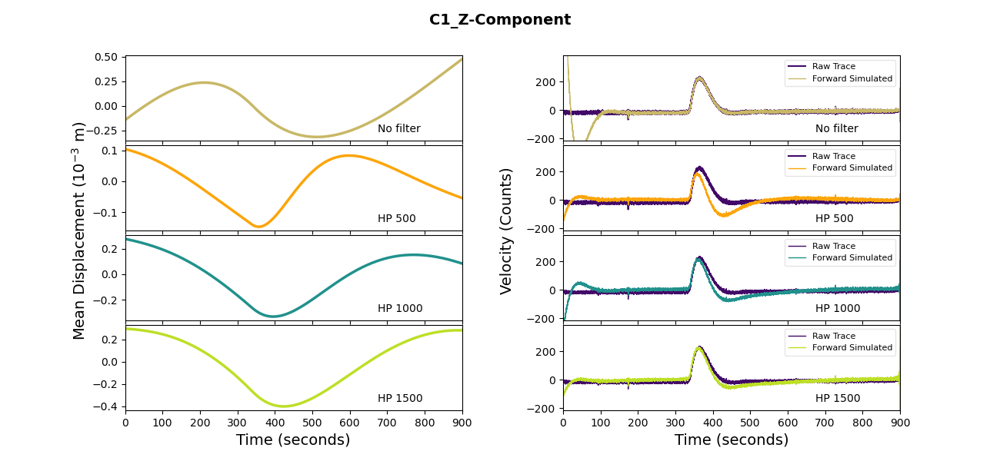 C1_Z-Component
Mean Displacement (10⁻³ m)
0.50
0.25
0.00
−0.25
No filter
0.1
0.0
−0.1
HP 500
0.2
0.0
−0.2
HP 1000
0.2
0.0
−0.2
−0.4
HP 1500
0 100 200 300 400 500 600 700 800 900
Time (seconds)
Velocity (Counts)
200
0
−200
Raw Trace
Forward Simulated
No filter
200
0
−200
Raw Trace
Forward Simulated
HP 500
200
0
−200
Raw Trace
Forward Simulated
HP 1000
200
0
−200
Raw Trace
Forward Simulated
HP 1500
0 100 200 300 400 500 600 700 800 900
Time (seconds)